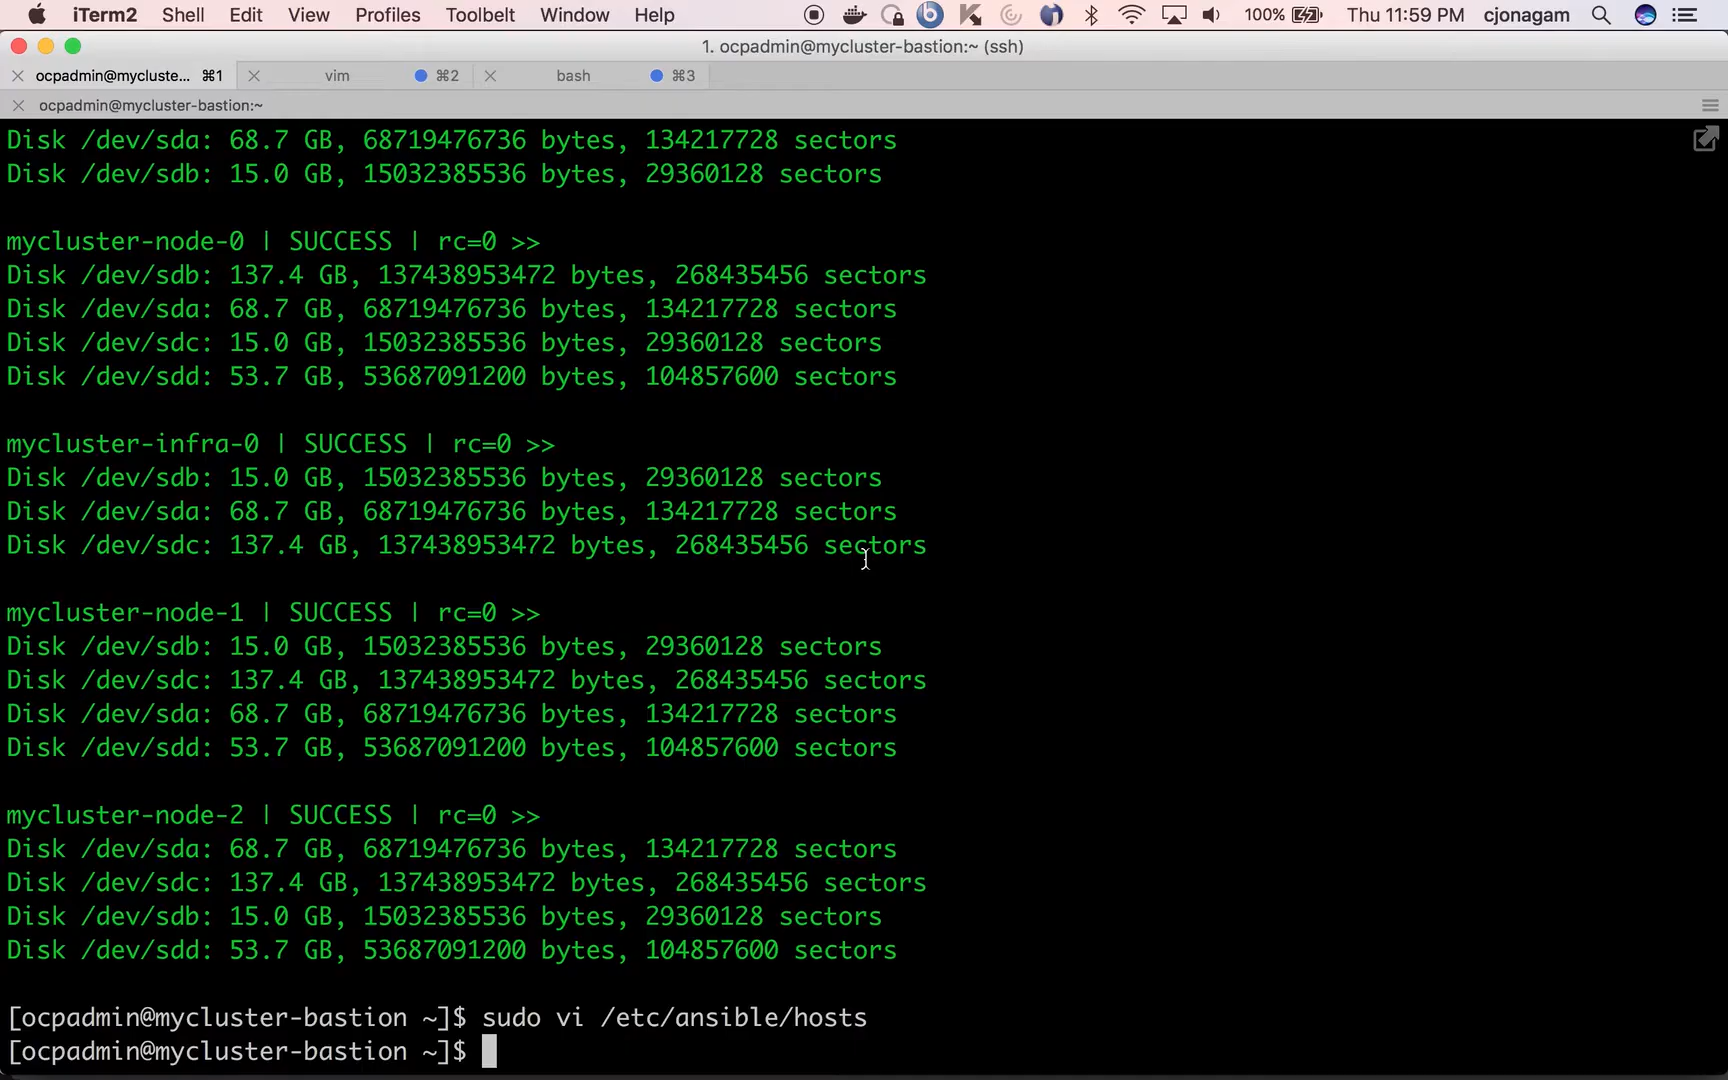 iTerm2 Shell Edit View Profiles Toolbelt Window Help 100% Thu 11:59 PM cjonagam
1. ocpadmin@mycluster-bastion:~ (ssh)
ocpadmin@mycluste... ⌘1 vim ⌘2 bash ⌘3
ocpadmin@mycluster-bastion:~
Disk /dev/sda: 68.7 GB, 68719476736 bytes, 134217728 sectors
Disk /dev/sdb: 15.0 GB, 15032385536 bytes, 29360128 sectors
mycluster-node-0 | SUCCESS | rc=0 >>
Disk /dev/sdb: 137.4 GB, 137438953472 bytes, 268435456 sectors
Disk /dev/sda: 68.7 GB, 68719476736 bytes, 134217728 sectors
Disk /dev/sdc: 15.0 GB, 15032385536 bytes, 29360128 sectors
Disk /dev/sdd: 53.7 GB, 53687091200 bytes, 104857600 sectors
mycluster-infra-0 | SUCCESS | rc=0 >>
Disk /dev/sdb: 15.0 GB, 15032385536 bytes, 29360128 sectors
Disk /dev/sda: 68.7 GB, 68719476736 bytes, 134217728 sectors
Disk /dev/sdc: 137.4 GB, 137438953472 bytes, 268435456 sectors
mycluster-node-1 | SUCCESS | rc=0 >>
Disk /dev/sdb: 15.0 GB, 15032385536 bytes, 29360128 sectors
Disk /dev/sdc: 137.4 GB, 137438953472 bytes, 268435456 sectors
Disk /dev/sda: 68.7 GB, 68719476736 bytes, 134217728 sectors
Disk /dev/sdd: 53.7 GB, 53687091200 bytes, 104857600 sectors
mycluster-node-2 | SUCCESS | rc=0 >>
Disk /dev/sda: 68.7 GB, 68719476736 bytes, 134217728 sectors
Disk /dev/sdc: 137.4 GB, 137438953472 bytes, 268435456 sectors
Disk /dev/sdb: 15.0 GB, 15032385536 bytes, 29360128 sectors
Disk /dev/sdd: 53.7 GB, 53687091200 bytes, 104857600 sectors
[ocpadmin@mycluster-bastion ~]$ sudo vi /etc/ansible/hosts
[ocpadmin@mycluster-bastion ~]$